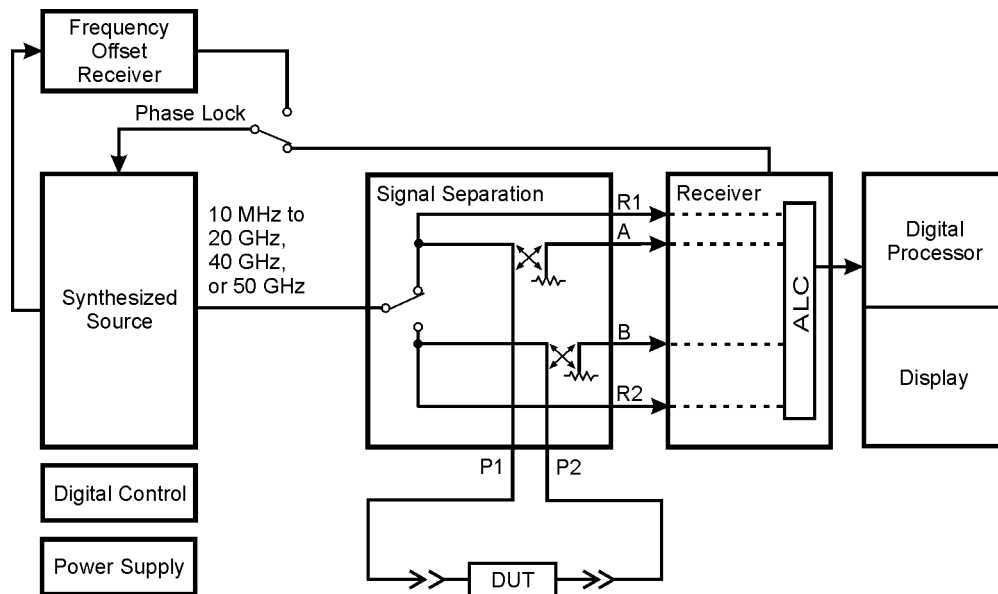 Frequency
Offset
Receiver
Phase Lock
Synthesized
Source
10 MHz to
20 GHz,
40 GHz,
or 50 GHz
Signal Separation
R1
A
B
R2
P1
P2
Receiver
ALC
Digital
Processor
Display
Digital Control
Power Supply
DUT